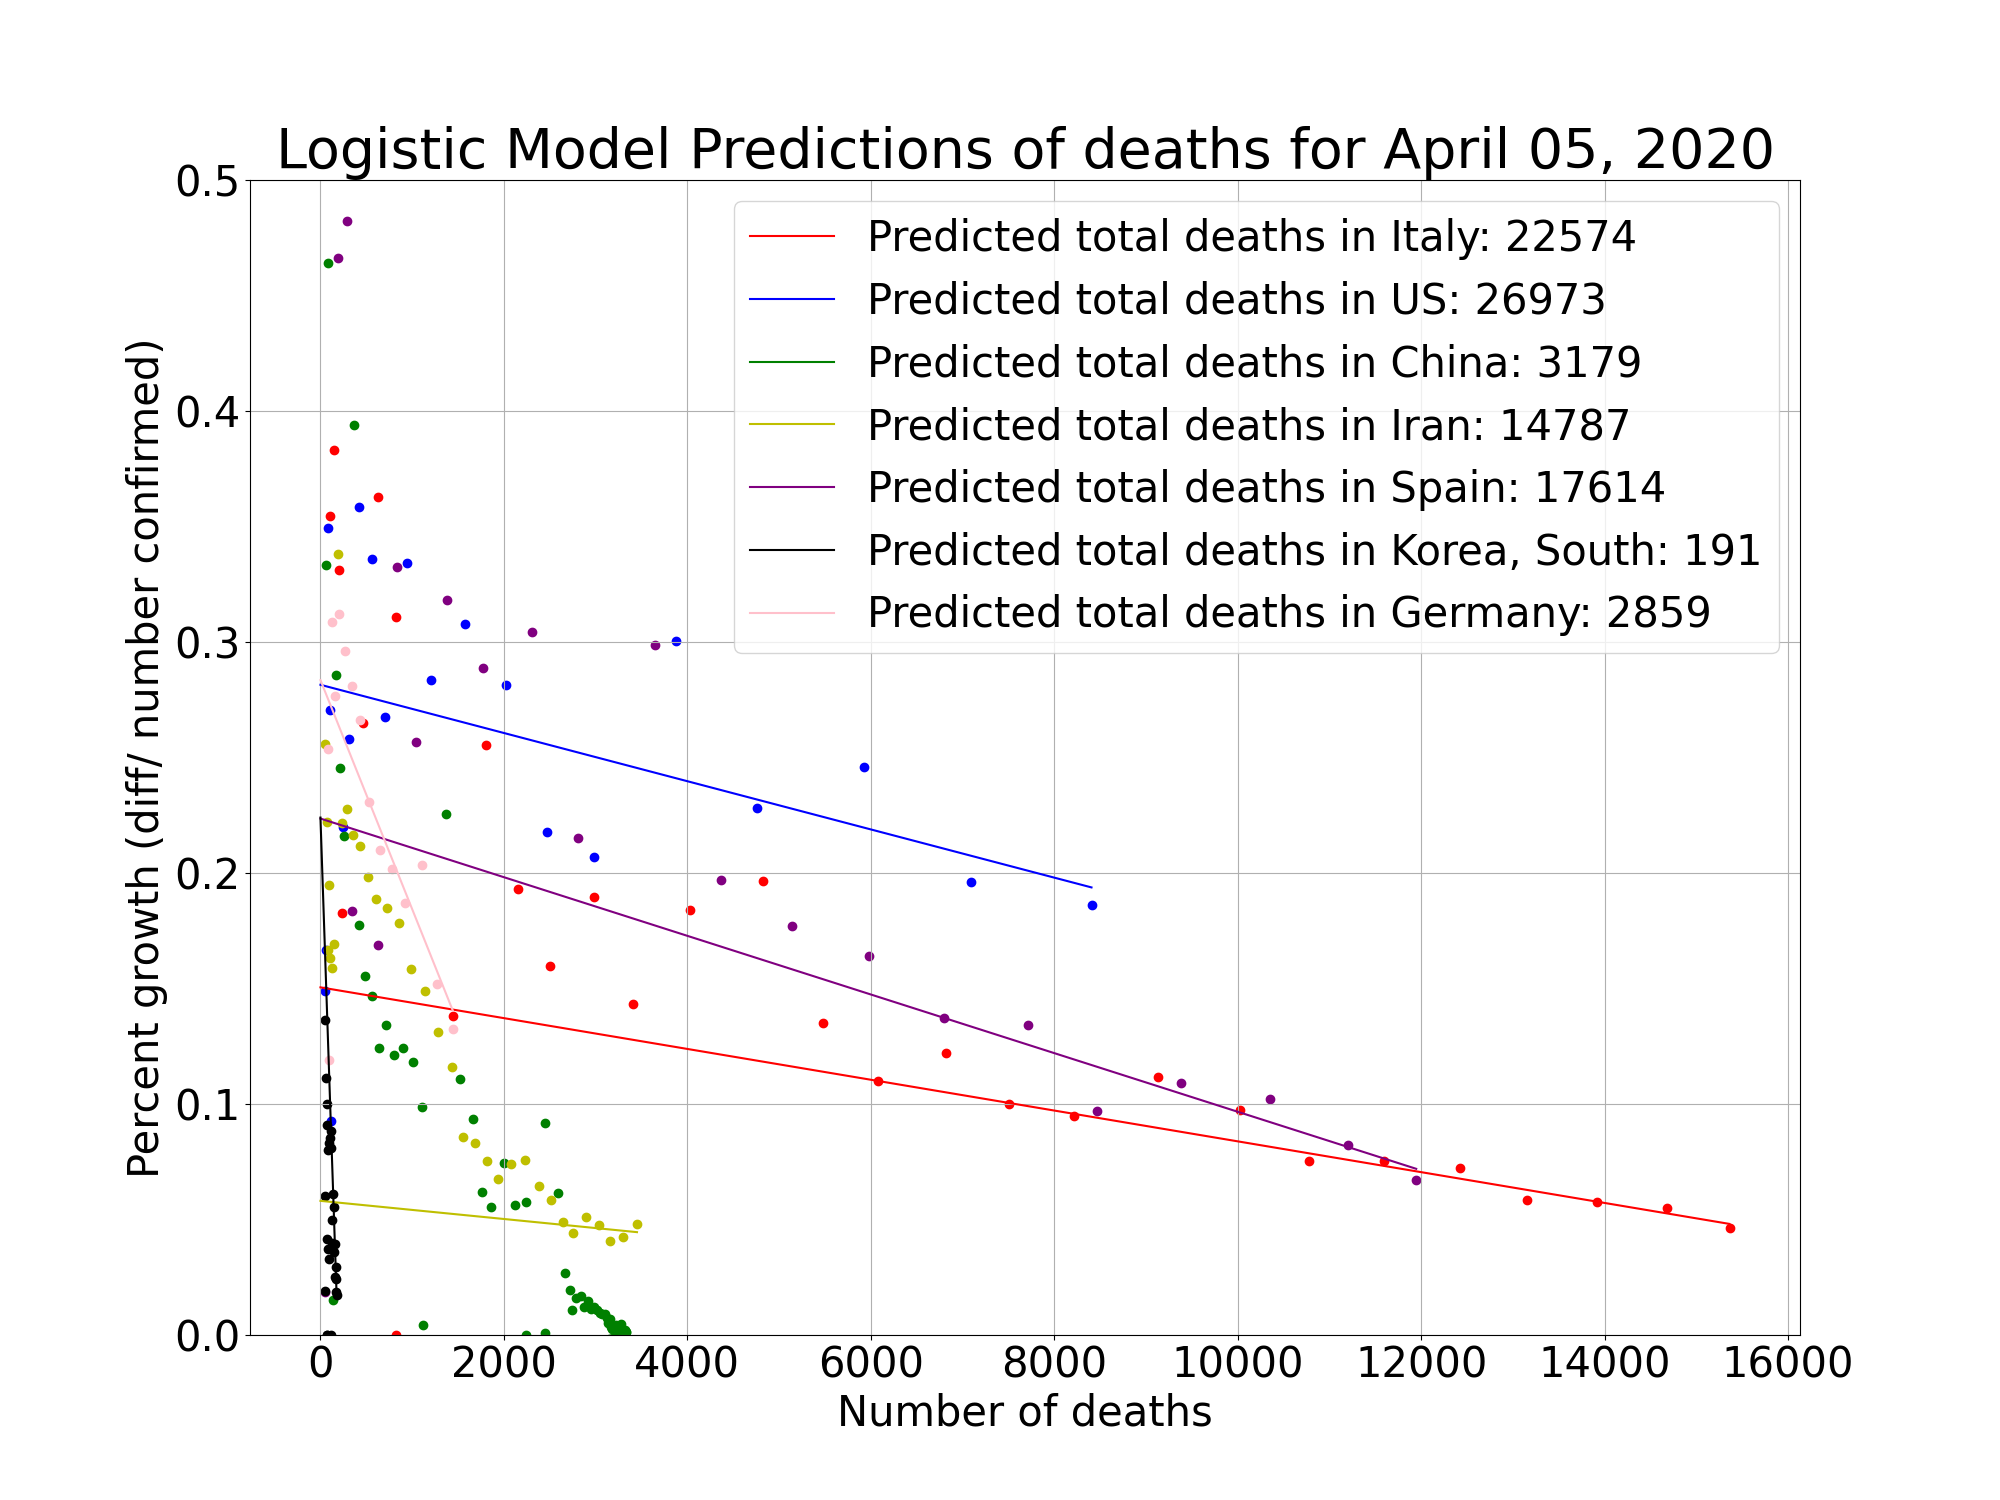 Logistic Model Predictions of deaths for April 05, 2020
Percent growth (diff/ number confirmed)
0.5
0.4
0.3
0.2
0.1
0.0
Predicted total deaths in Italy: 22574
Predicted total deaths in US: 26973
Predicted total deaths in China: 3179
Predicted total deaths in Iran: 14787
Predicted total deaths in Spain: 17614
Predicted total deaths in Korea, South: 191
Predicted total deaths in Germany: 2859
0 2000 4000 6000 8000 10000 12000 14000 16000
Number of deaths